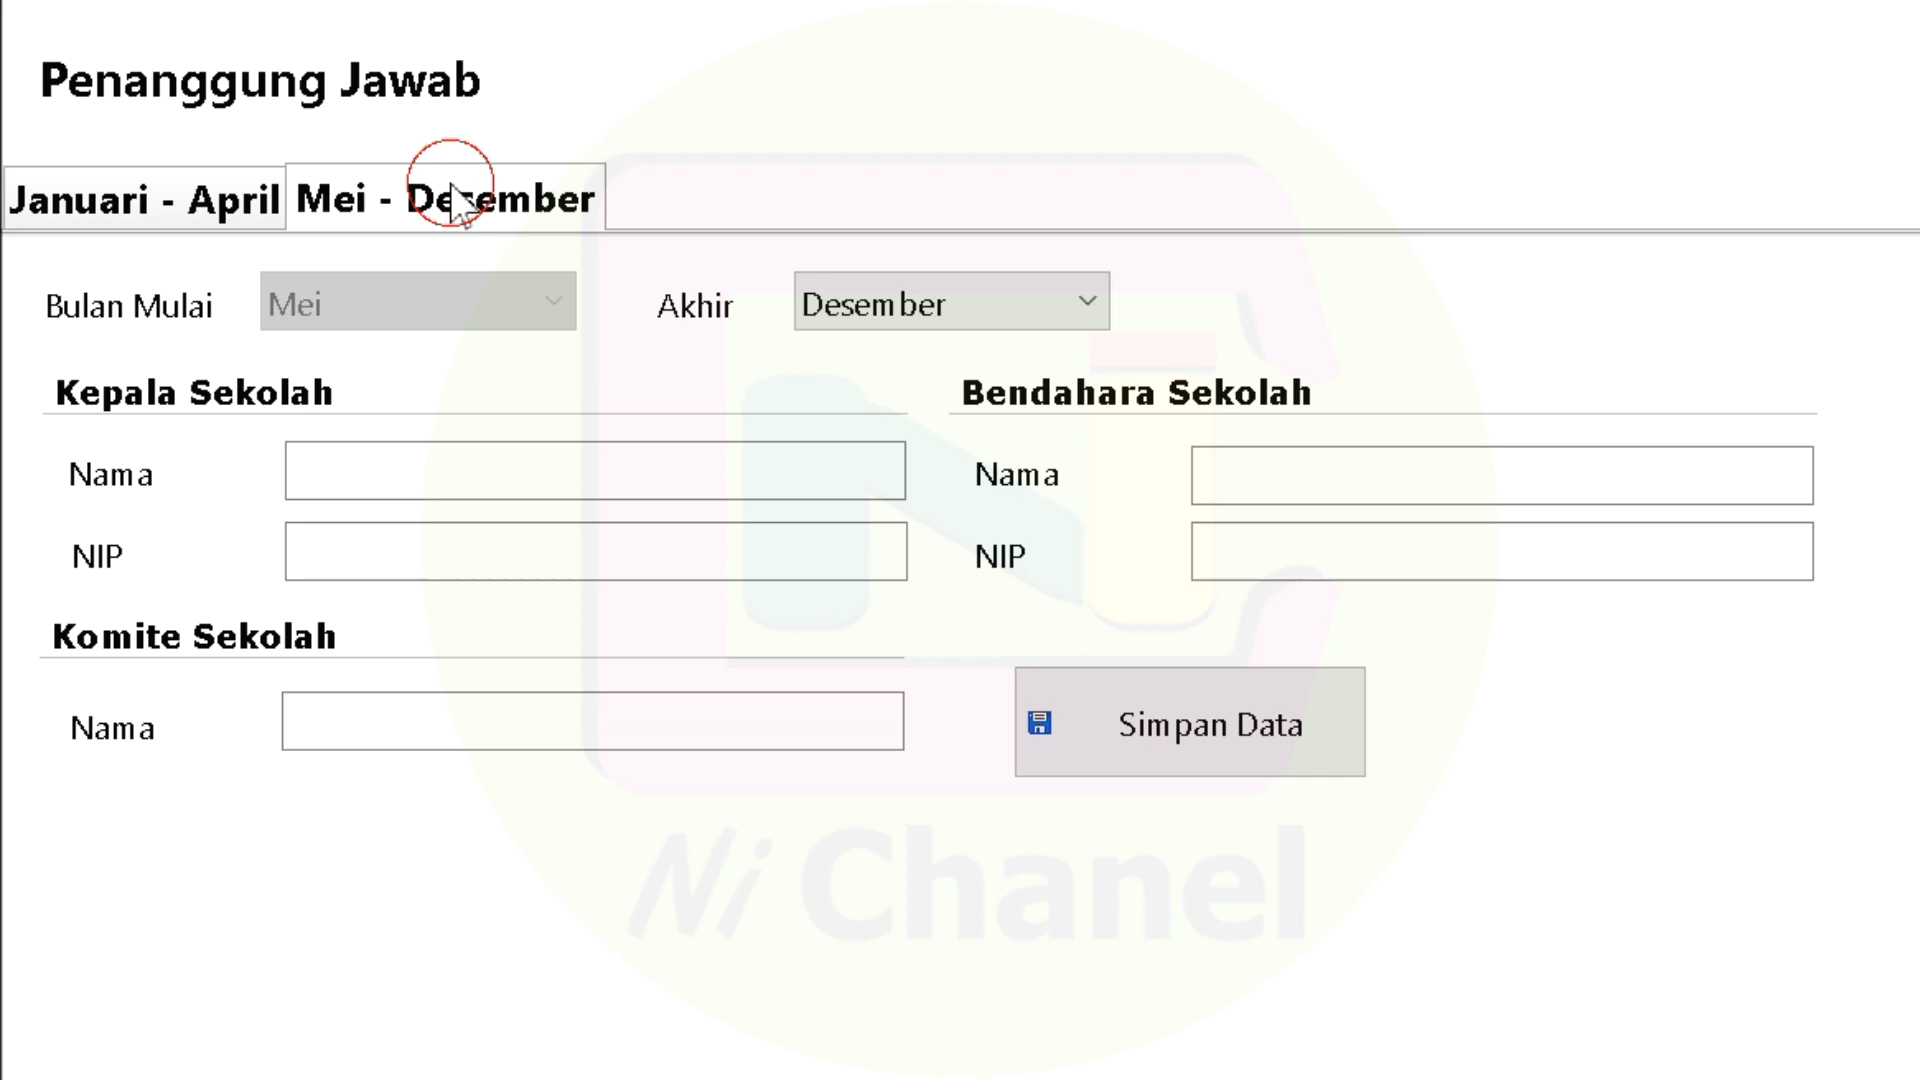 Penanggung Jawab
Januari - April Mei - Desember
Bulan Mulai Mei Akhir Desember
Kepala Sekolah Bendahara Sekolah
Nama Nama
NIP NIP
Komite Sekolah
Nama Simpan Data
Ni Chanel